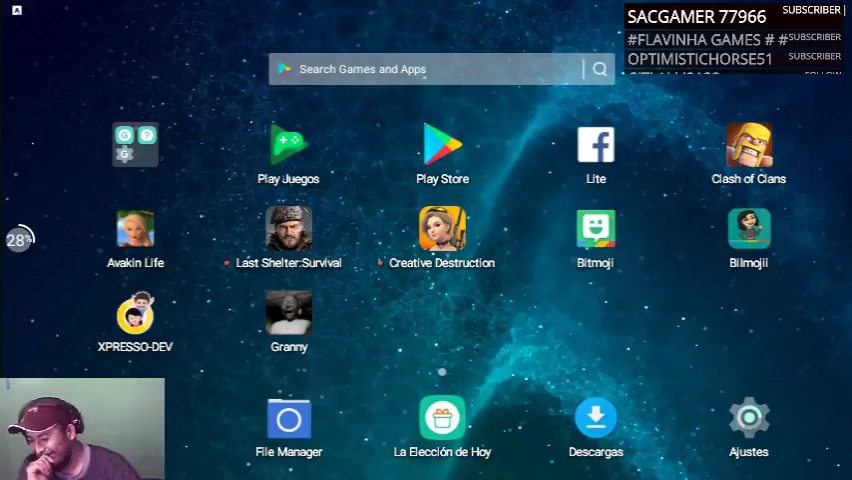 A
SACGAMER 77966 SUBSCRIBER
#FLAVINHA GAMES # # SUBSCRIBER
OPTIMISTICHORSE51 SUBSCRIBER
FOLLOW
Search Games and Apps
Play Juegos
Play Store
Lite
Clash of Clans
28%
Avakin Life
Last Shelter:Survival
Creative Destruction
Bitmoji
Bilmojii
XPRESSO-DEV
Granny
File Manager
La Elección de Hoy
Descargas
Ajustes